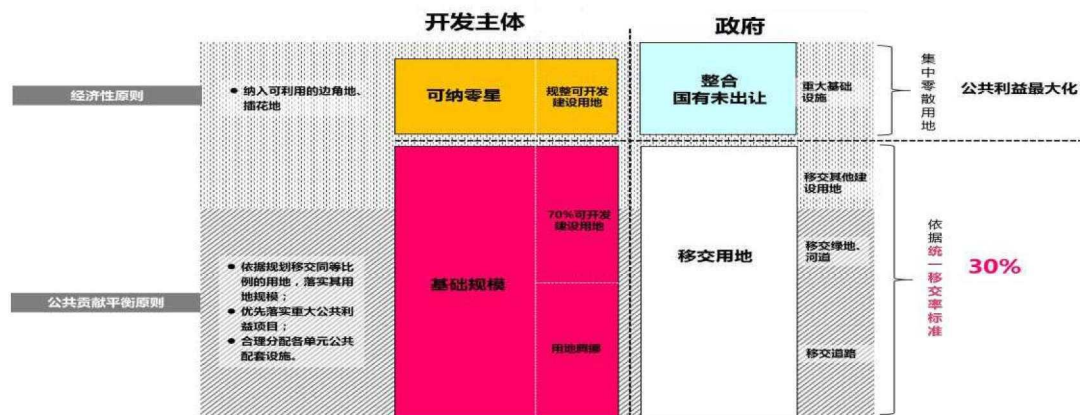 开发主体
政府
经济性原则
● 纳入可利用的边角地、
插花地
可纳零星
规整可开发
建设用地
整合
国有未出让
重大基础
设施
集中零散用地
公共利益最大化
公共贡献平衡原则
● 依据规划移交同等比
例的用地，落实其用
地规模；
● 优先落实重大公共利
益项目；
● 合理分配各单元公共
配套设施。
基础规模
70%可开发
建设用地
用地腾挪
移交用地
移交其他建
设用地
移交绿地、
河道
移交道路
依据统一移交率标准
30%